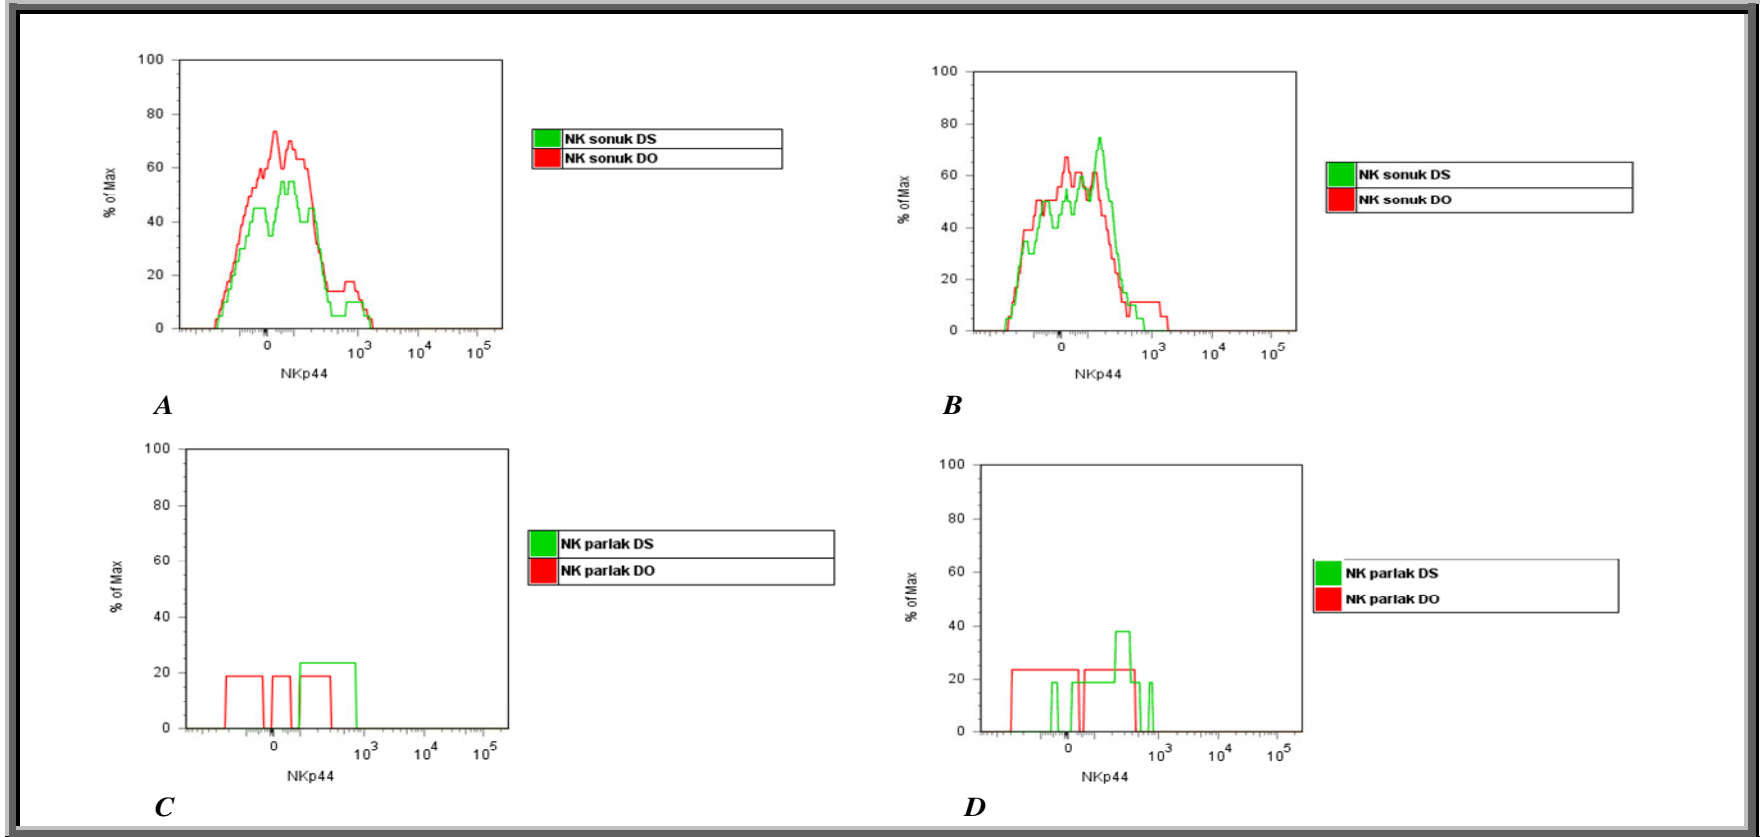 100
80
60
40
20
0
% of Max
0 10³ 10⁴ 10⁵
NKp44
NK sonuk DS
NK sonuk DO
A
100
80
60
40
20
0
% of Max
0 10³ 10⁴ 10⁵
NKp44
NK sonuk DS
NK sonuk DO
B
100
80
60
40
20
0
% of Max
0 10³ 10⁴ 10⁵
NKp44
NK parlak DS
NK parlak DO
C
100
80
60
40
20
0
% of Max
0 10³ 10⁴ 10⁵
NKp44
NK parlak DS
NK parlak DO
D